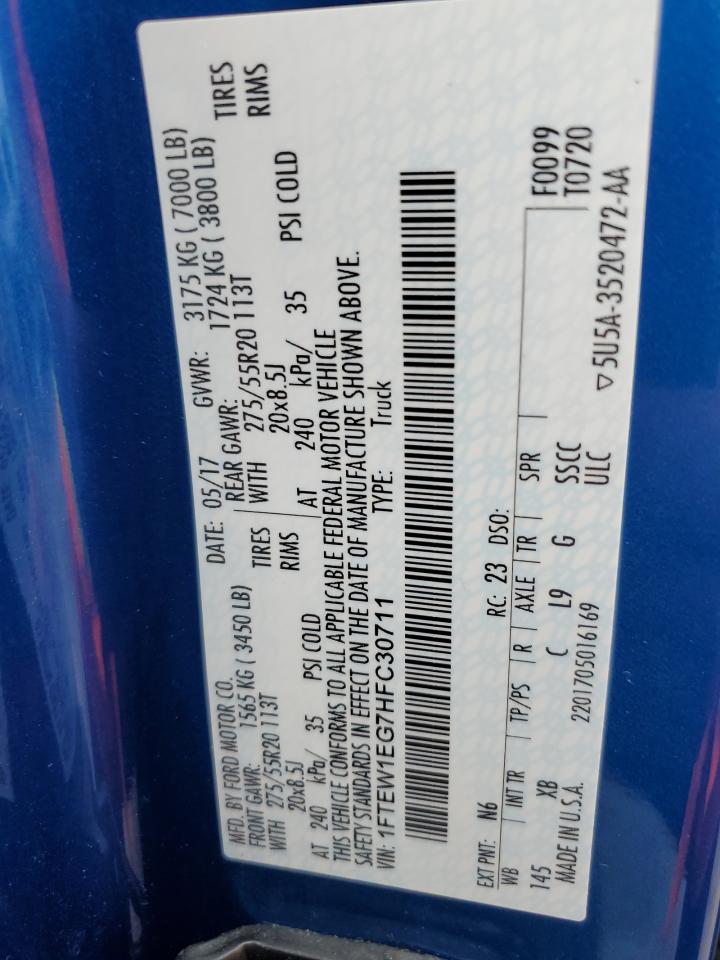 MFD. BY FORD MOTOR CO.
DATE: 05/17 GVWR: 3175 KG ( 7000 LB)
FRONT GAWR: 1565 KG ( 3450 LB) REAR GAWR: 1724 KG ( 3800 LB)
WITH 275/55R20 113T TIRES WITH 275/55R20 113T TIRES
20x8.5J RIMS 20x8.5J RIMS
AT 240 kPa/ 35 PSI COLD AT 240 kPa/ 35 PSI COLD
THIS VEHICLE CONFORMS TO ALL APPLICABLE FEDERAL MOTOR VEHICLE
SAFETY STANDARDS IN EFFECT ON THE DATE OF MANUFACTURE SHOWN ABOVE.
VIN: 1FTEW1EG7HFC30711 TYPE: Truck
EXT PNT: N6 RC: 23 DSO: F0099
WB INT TR TP/PS R AXLE TR SPR T0720
145 XB C L9 G SSCC
MADE IN U.S.A. 2201705016169 ULC ▽5U5A-3520472-AA